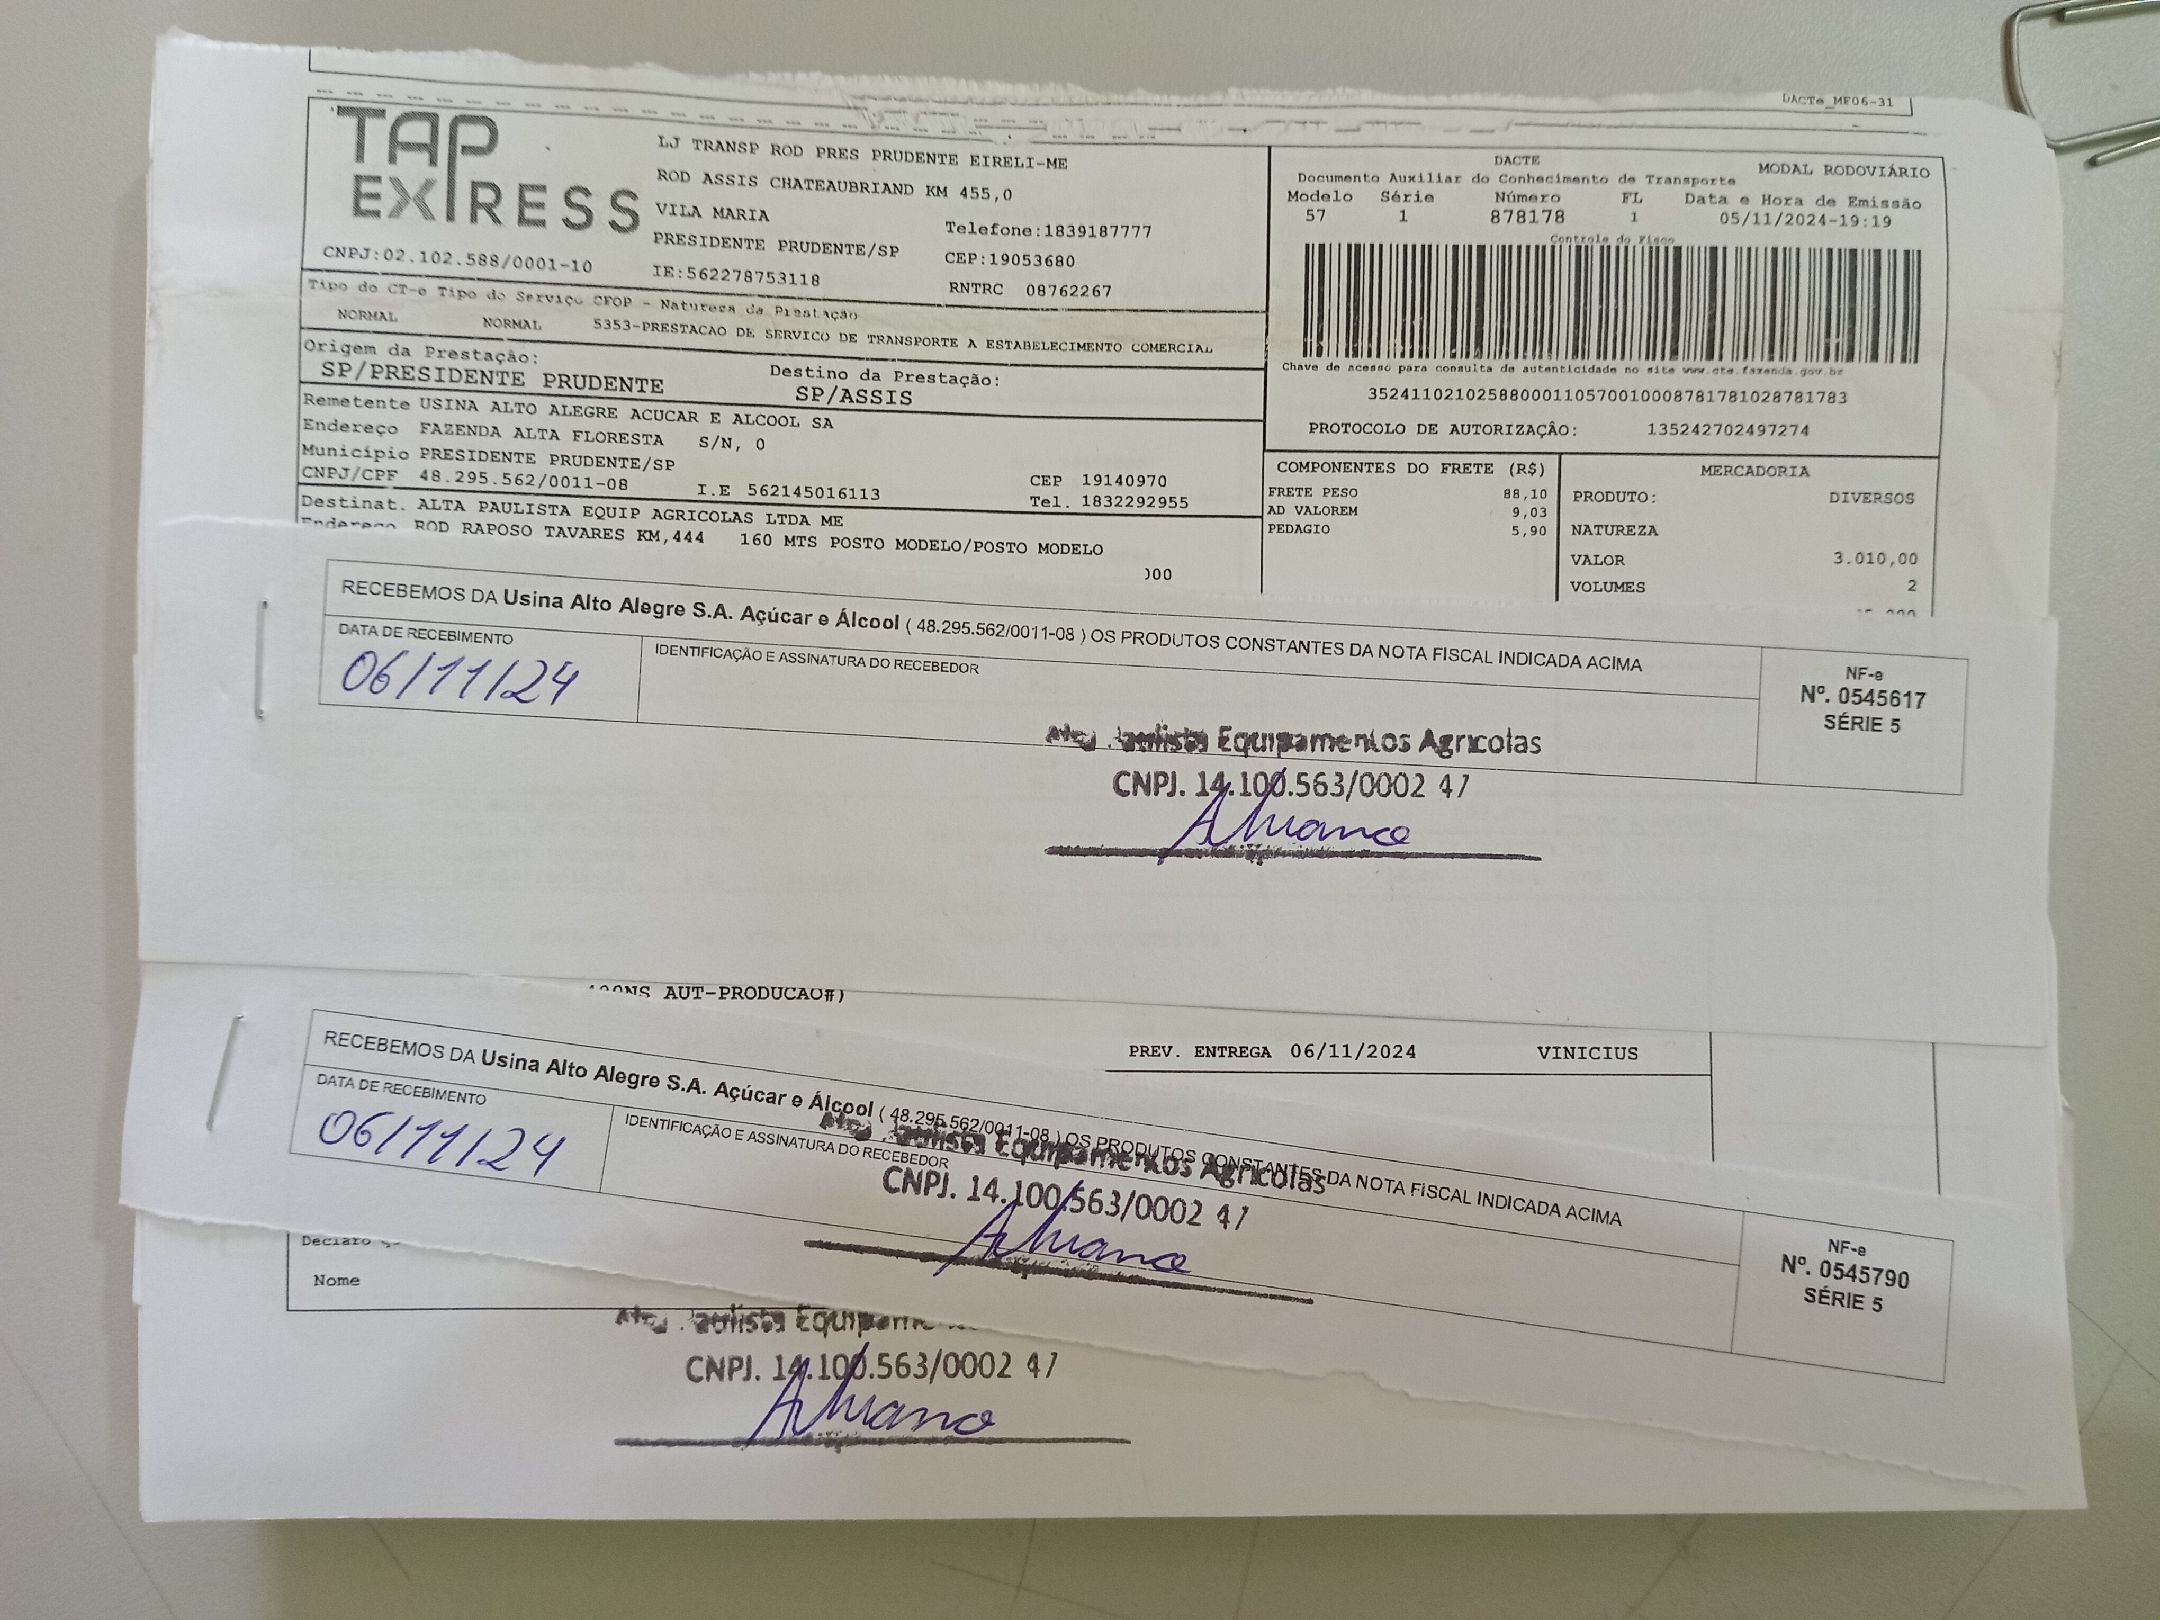 DACTe_MF06-31
TAP EXPRESS
CNPJ:02.102.588/0001-10
LJ TRANSP ROD PRES PRUDENTE EIRELI-ME
ROD ASSIS CHATEAUBRIAND KM 455,0
VILA MARIA
Telefone:1839187777
PRESIDENTE PRUDENTE/SP
CEP:19053680
IE:562278753118
RNTRC 08762267
DACTE
MODAL RODOVIÁRIO
Documento Auxiliar do Conhecimento de Transporte
Modelo Série Número FL Data e Hora de Emissão
57 1 878178 1 05/11/2024-19:19
Controle do Fisco
Chave de acesso para consulta de autenticidade no site www.cte.fazenda.gov.br
35241102102588000110570010008781781028781783
PROTOCOLO DE AUTORIZAÇÃO: 135242702497274
Tipo do CT-e Tipo do Serviço CFOP - Natureza da Prestação
NORMAL NORMAL 5353-PRESTACAO DE SERVICO DE TRANSPORTE A ESTABELECIMENTO COMERCIAL
Origem da Prestação: Destino da Prestação:
SP/PRESIDENTE PRUDENTE SP/ASSIS
Remetente USINA ALTO ALEGRE ACUCAR E ALCOOL SA
Endereço FAZENDA ALTA FLORESTA S/N, 0
Município PRESIDENTE PRUDENTE/SP CEP 19140970
CNPJ/CPF 48.295.562/0011-08 I.E 562145016113 Tel. 1832292955
Destinat. ALTA PAULISTA EQUIP AGRICOLAS LTDA ME
Endereço ROD RAPOSO TAVARES KM,444 160 MTS POSTO MODELO/POSTO MODELO
)00
COMPONENTES DO FRETE (R$)
FRETE PESO 88,10
AD VALOREM 9,03
PEDAGIO 5,90
MERCADORIA
PRODUTO: DIVERSOS
NATUREZA
VALOR 3.010,00
VOLUMES 2
RECEBEMOS DA Usina Alto Alegre S.A. Açúcar e Álcool ( 48.295.562/0011-08 ) OS PRODUTOS CONSTANTES DA NOTA FISCAL INDICADA ACIMA
DATA DE RECEBIMENTO
IDENTIFICAÇÃO E ASSINATURA DO RECEBEDOR
06/11/24
NF-e
Nº. 0545617
SÉRIE 5
Paulista Equipamentos Agricolas
CNPJ. 14.100.563/0002 47
AUT-PRODUCAO#)
PREV. ENTREGA 06/11/2024 VINICIUS
RECEBEMOS DA Usina Alto Alegre S.A. Açúcar e Álcool ( 48.295.562/0011-08 ) OS PRODUTOS CONSTANTES DA NOTA FISCAL INDICADA ACIMA
DATA DE RECEBIMENTO
IDENTIFICAÇÃO E ASSINATURA DO RECEBEDOR
06/11/24
Paulista Equipamentos Agricolas
CNPJ. 14.100.563/0002 47
NF-e
Nº. 0545790
SÉRIE 5
Declaro
Nome
Paulista
CNPJ. 14.100.563/0002 47